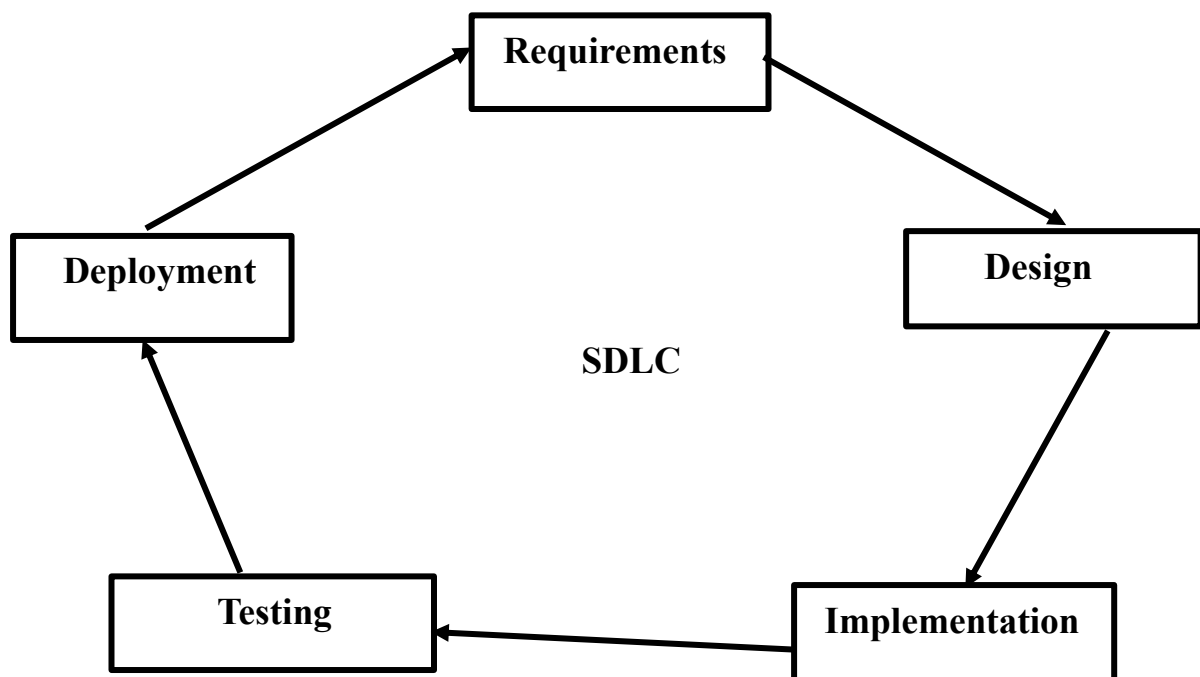 Requirements
Deployment
Design
SDLC
Testing
Implementation